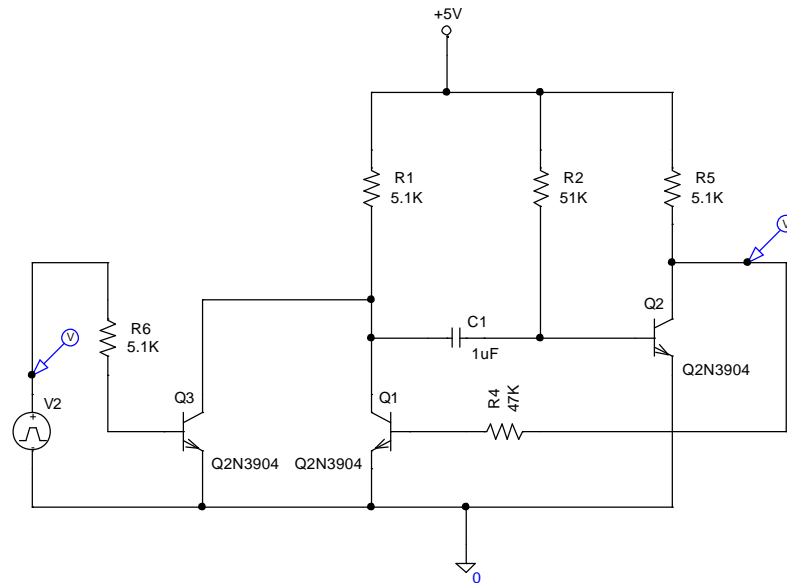 +5V
R1
5.1K
R2
51K
R5
5.1K
V
V
R6
5.1K
C1
1uF
Q2
Q2N3904
V2
+
-
Q3
Q2N3904
Q1
Q2N3904
R4
47K
0